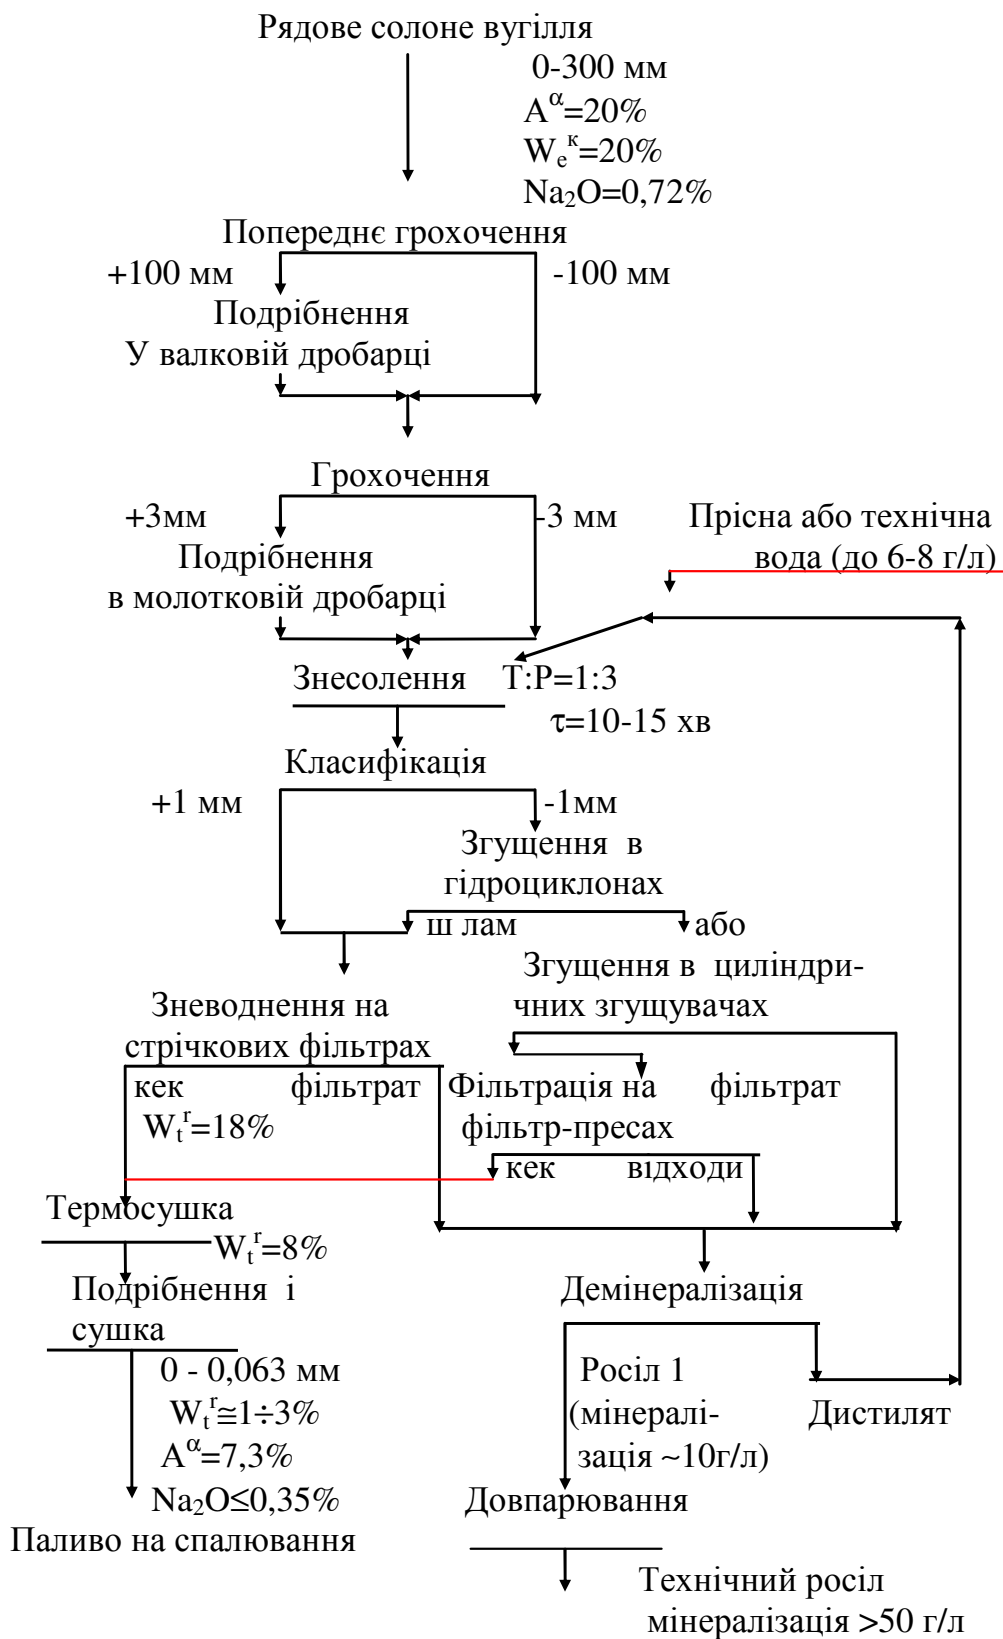 Рядове солоне вугілля
0-300 мм
A^α=20%
W_e^к=20%
Na₂O=0,72%
Попереднє грохочення
+100 мм
-100 мм
Подрібнення
У валковій дробарці
Грохочення
+3мм
-3 мм
Прісна або технічна
вода (до 6-8 г/л)
Подрібнення
в молотковій дробарці
Знесолення Т:Р=1:3
τ=10-15 хв
Класифікація
+1 мм
-1мм
Згущення в
гідроциклонах
ш лам
або
Згущення в циліндри-
чних згущувачах
Зневоднення на
стрічкових фільтрах
кек фільтрат
W_t^r=18%
Фільтрація на
фільтр-пресах
фільтрат
кек відходи
Термосушка
W_t^r=8%
Подрібнення і
сушка
0 - 0,063 мм
W_t^r≅1÷3%
A^α=7,3%
Na₂O≤0,35%
Паливо на спалювання
Демінералізація
Росіл 1
(мінералі-
зація ~10г/л)
Дистилят
Довпарювання
Технічний росіл
мінералізація >50 г/л